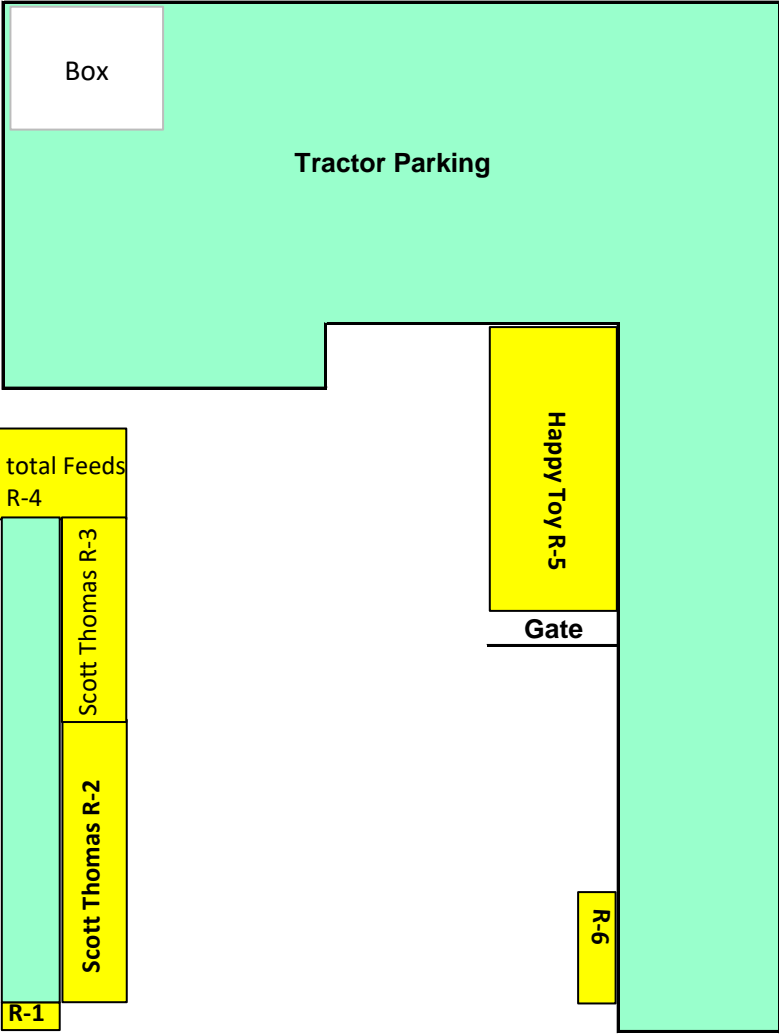 Box
Tractor Parking
total Feeds
R-4
Scott Thomas R-3
Happy Toy R-5
Gate
Scott Thomas R-2
R-6
R-1